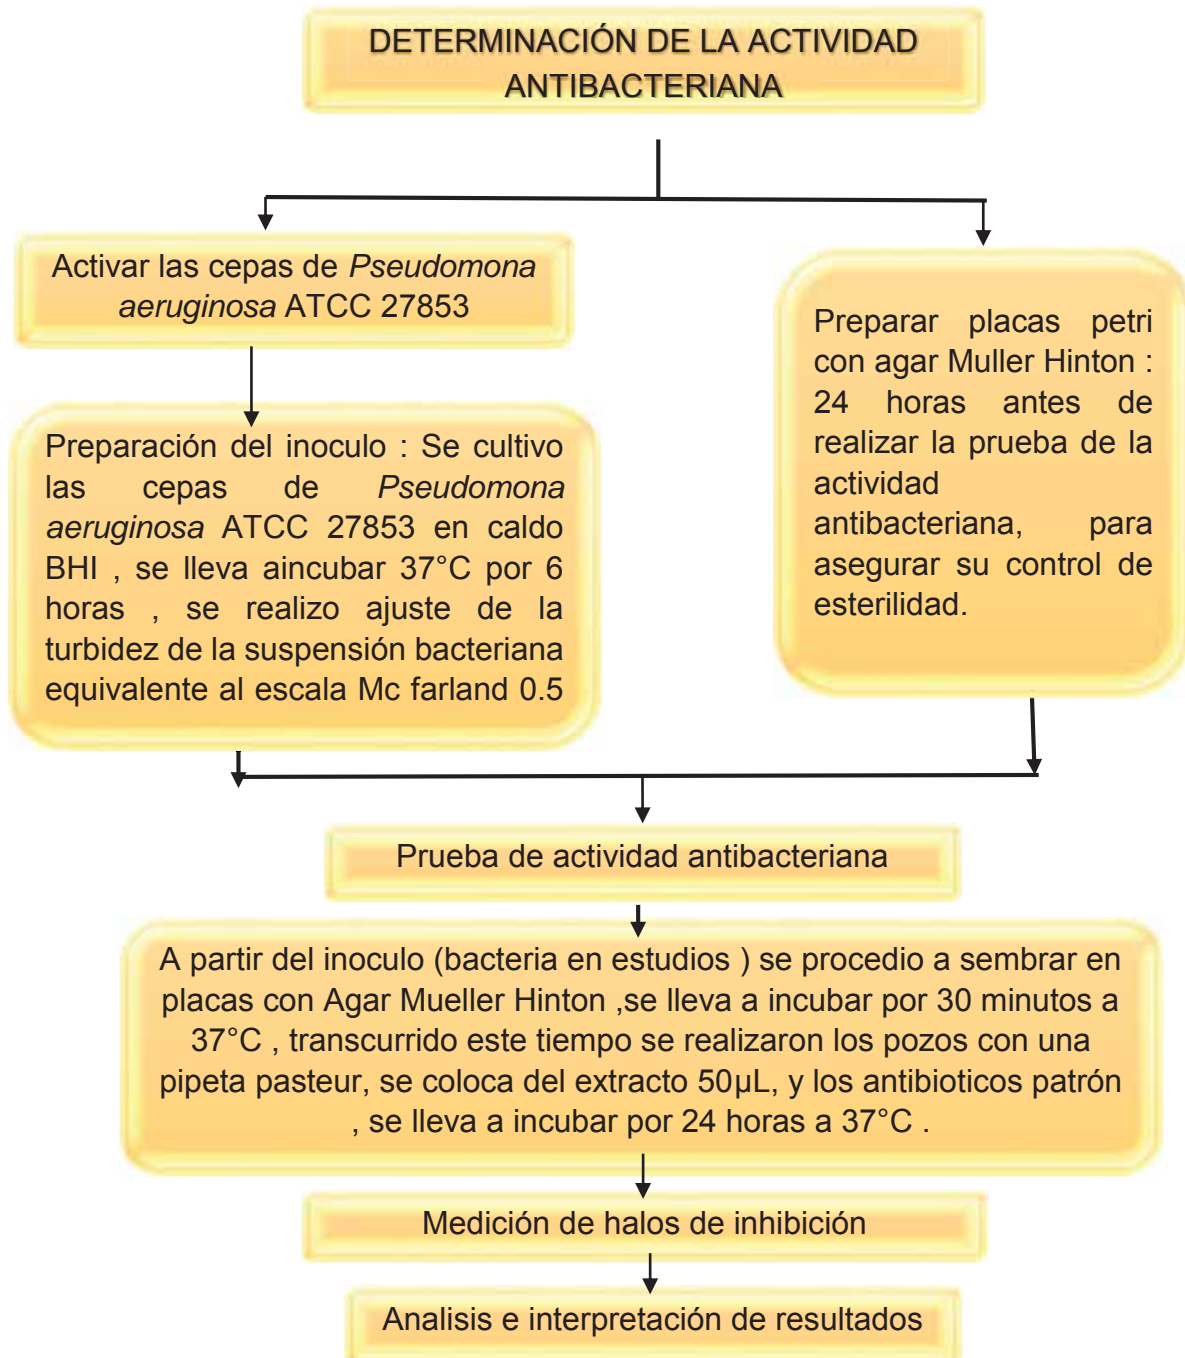 DETERMINACIÓN DE LA ACTIVIDAD
ANTIBACTERIANA
Activar las cepas de Pseudomona
aeruginosa ATCC 27853
Preparación del inoculo : Se cultivo
las cepas de Pseudomona
aeruginosa ATCC 27853 en caldo
BHI , se lleva aincubar 37°C por 6
horas , se realizo ajuste de la
turbidez de la suspensión bacteriana
equivalente al escala Mc farland 0.5
Preparar placas petri
con agar Muller Hinton :
24 horas antes de
realizar la prueba de la
actividad
antibacteriana, para
asegurar su control de
esterilidad.
Prueba de actividad antibacteriana
A partir del inoculo (bacteria en estudios ) se procedio a sembrar en
placas con Agar Mueller Hinton ,se lleva a incubar por 30 minutos a
37°C , transcurrido este tiempo se realizaron los pozos con una
pipeta pasteur, se coloca del extracto 50µL, y los antibioticos patrón
, se lleva a incubar por 24 horas a 37°C .
Medición de halos de inhibición
Analisis e interpretación de resultados